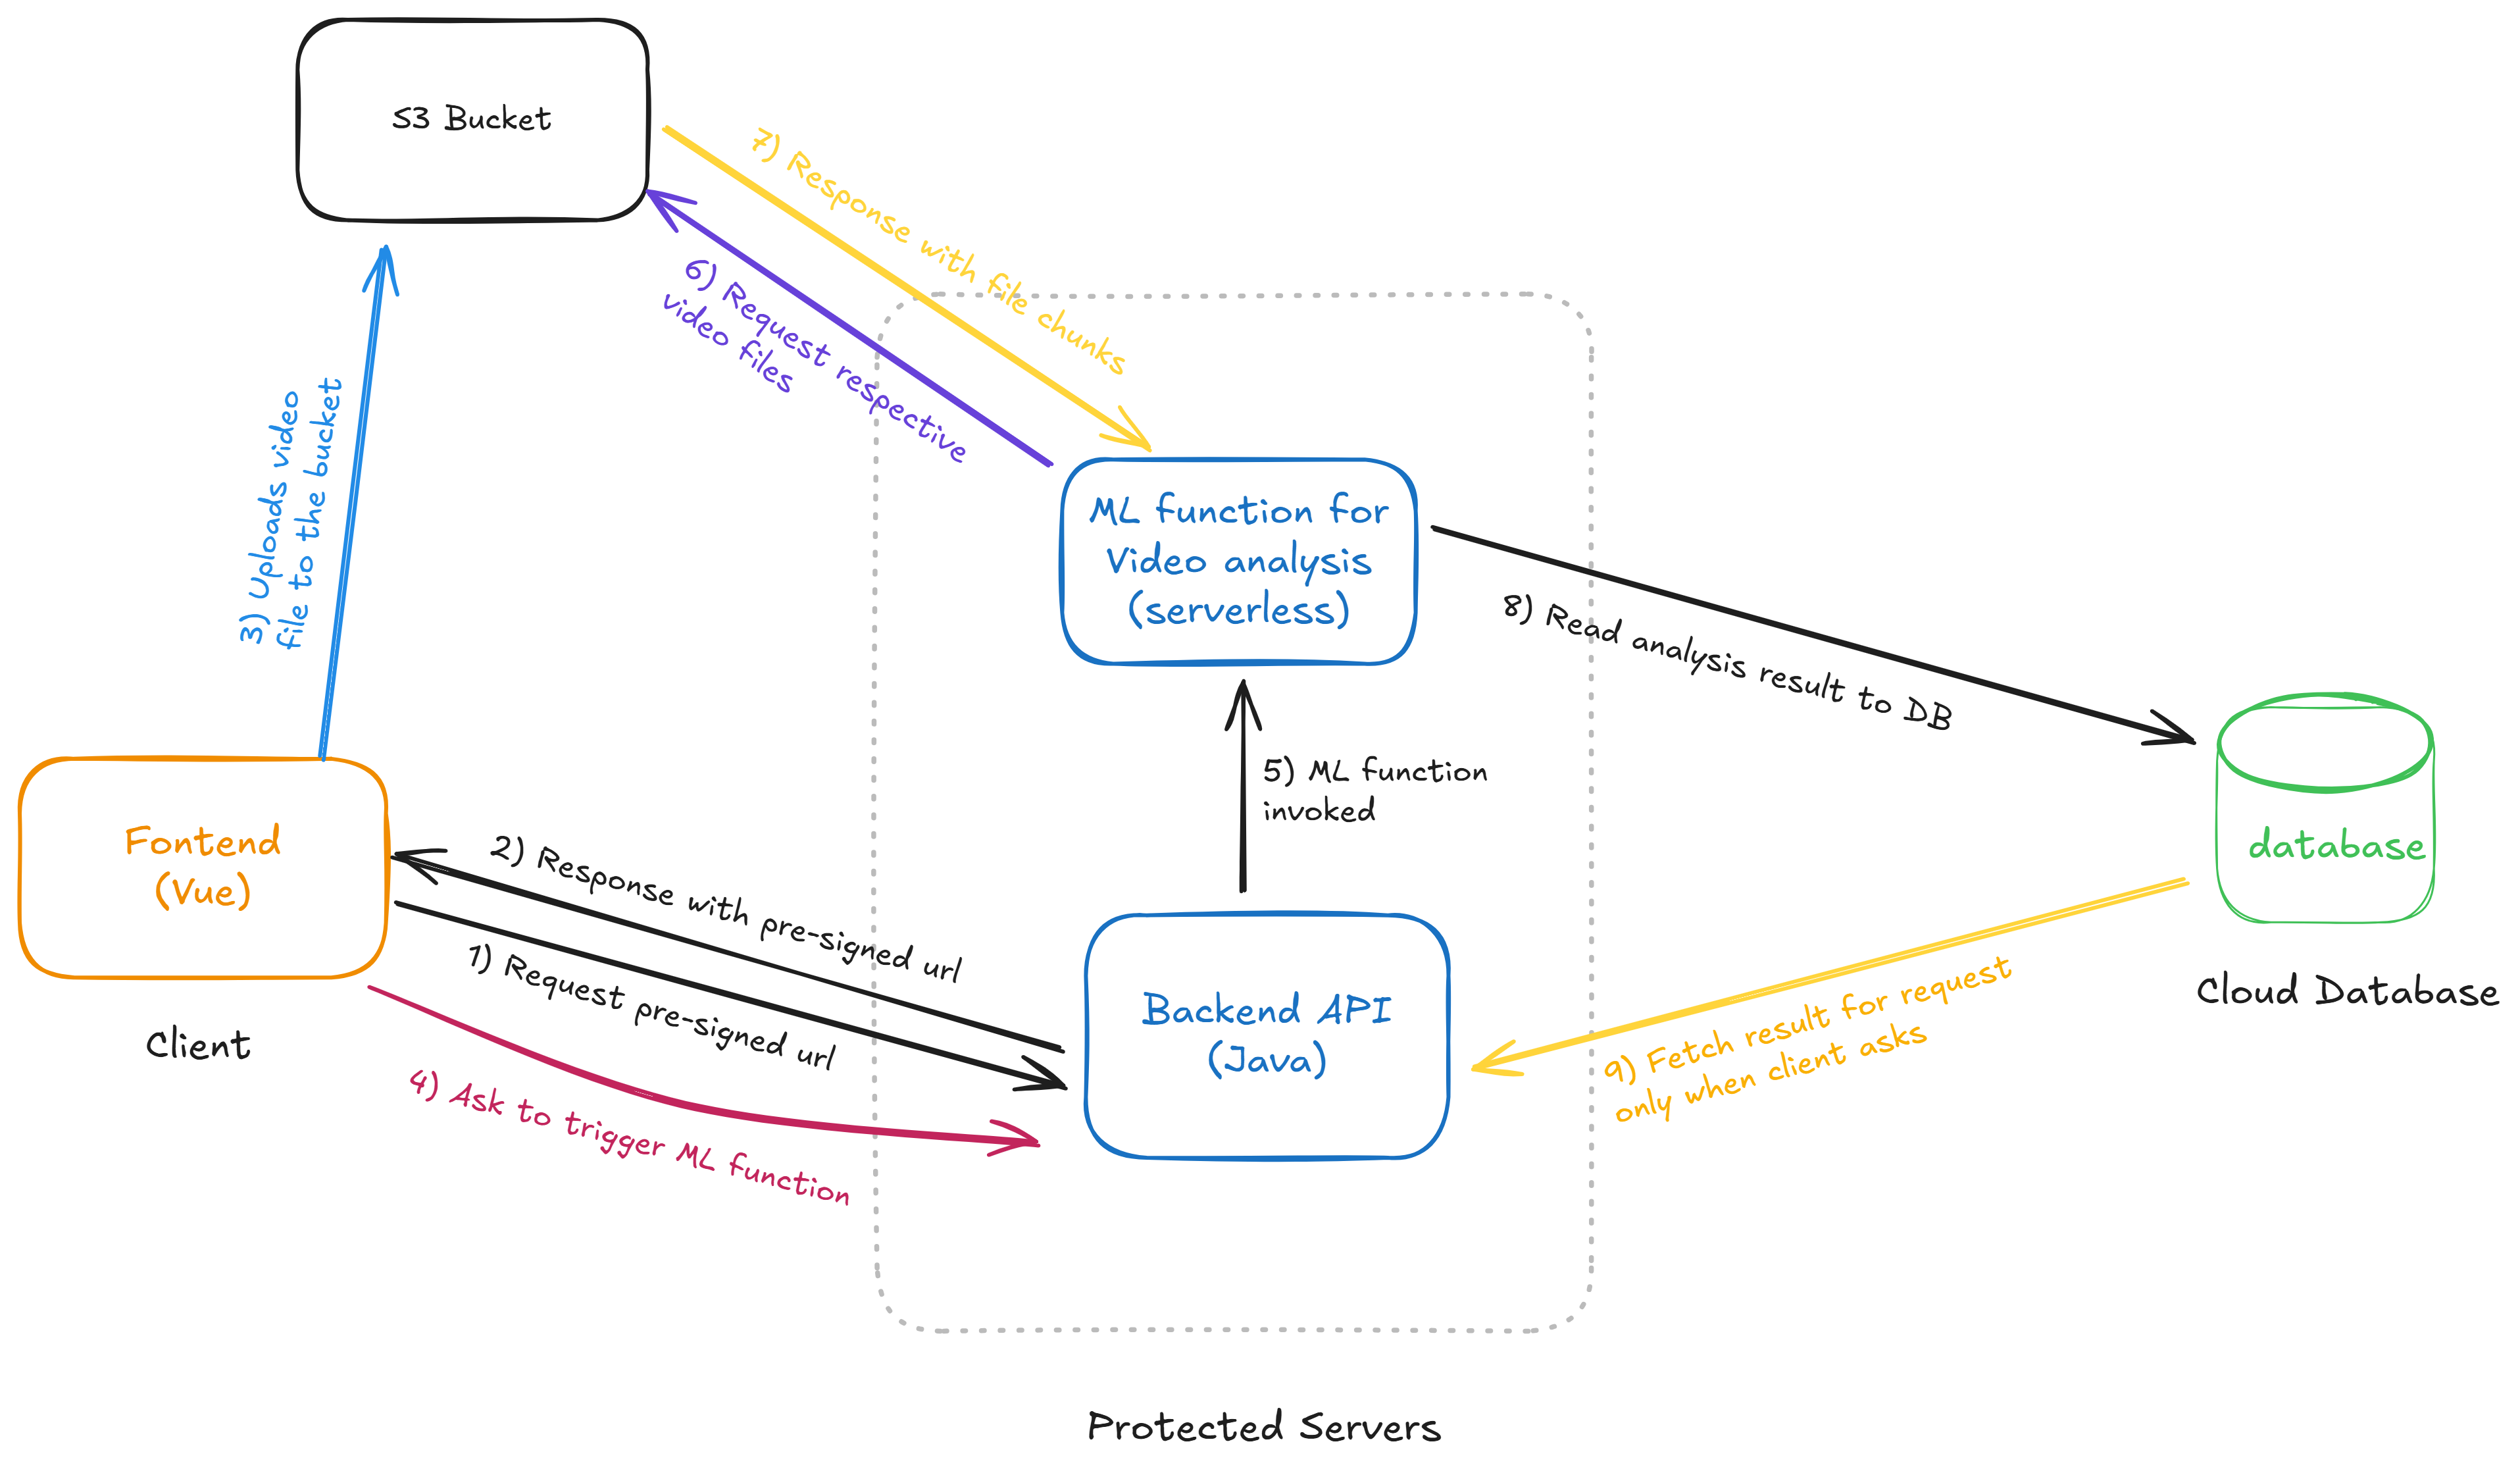 S3 Bucket
7) Response with file chunks
6) Request respective
video files
3) Uploads video
file to the bucket
ML function for
Video analysis
(serverless)
8) Read analysis result to DB
5) ML function
invoked
Fontend
(Vue)
Client
2) Response with pre-signed url
1) Request pre-signed url
4) Ask to trigger ML function
Backend API
(Java)
database
Cloud Database
9) Fetch result for request
only when client asks
Protected Servers